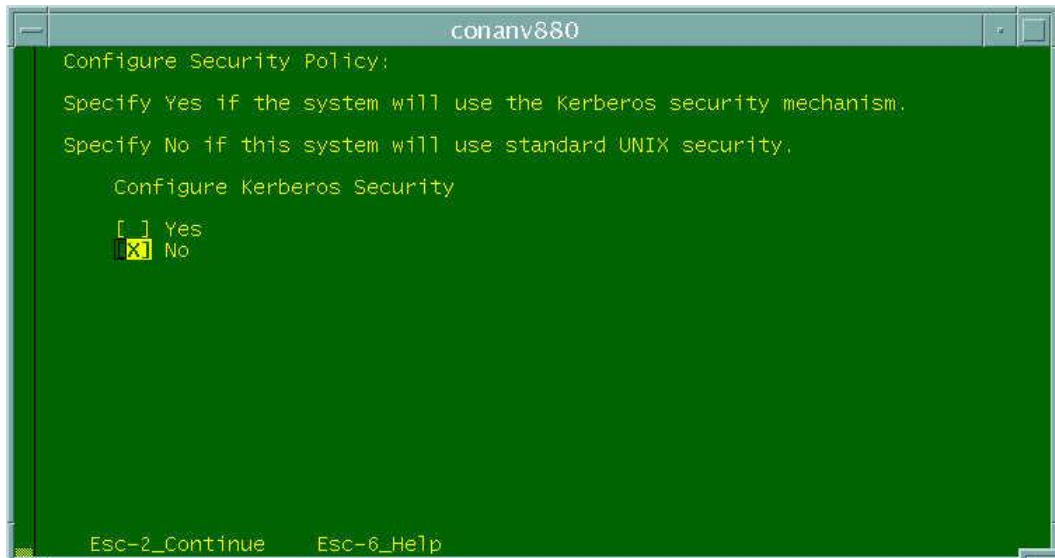 conanv880
Configure Security Policy:
Specify Yes if the system will use the Kerberos security mechanism.
Specify No if this system will use standard UNIX security.
Configure Kerberos Security
[ ] Yes
[X] No
Esc-2_Continue    Esc-6_Help